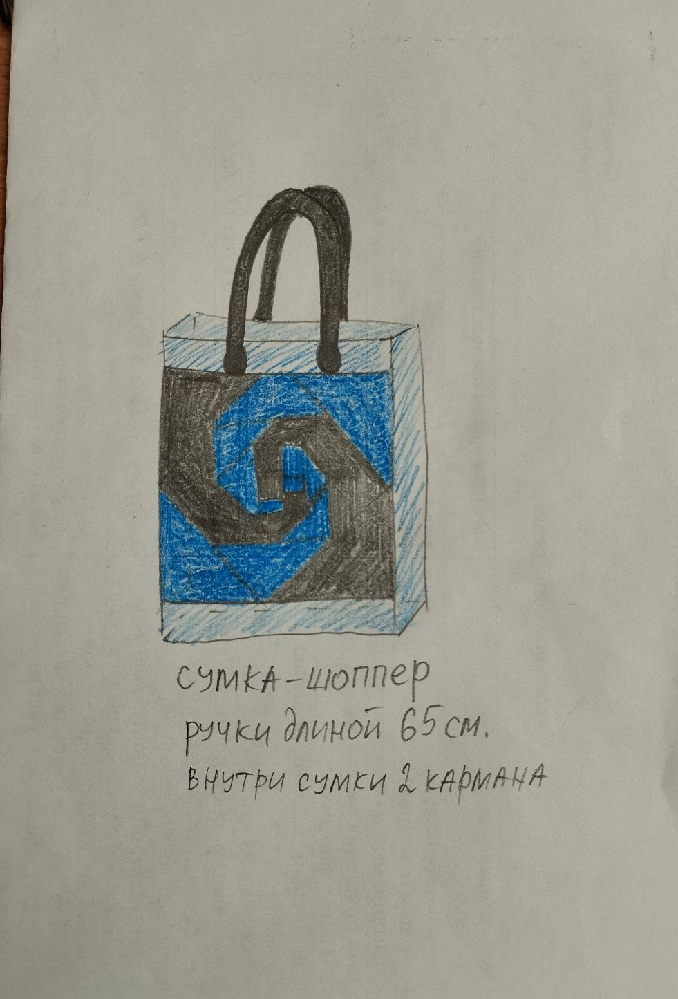 сумка-шоппер
ручки длиной 65 см.
внутри сумки 2 кармана